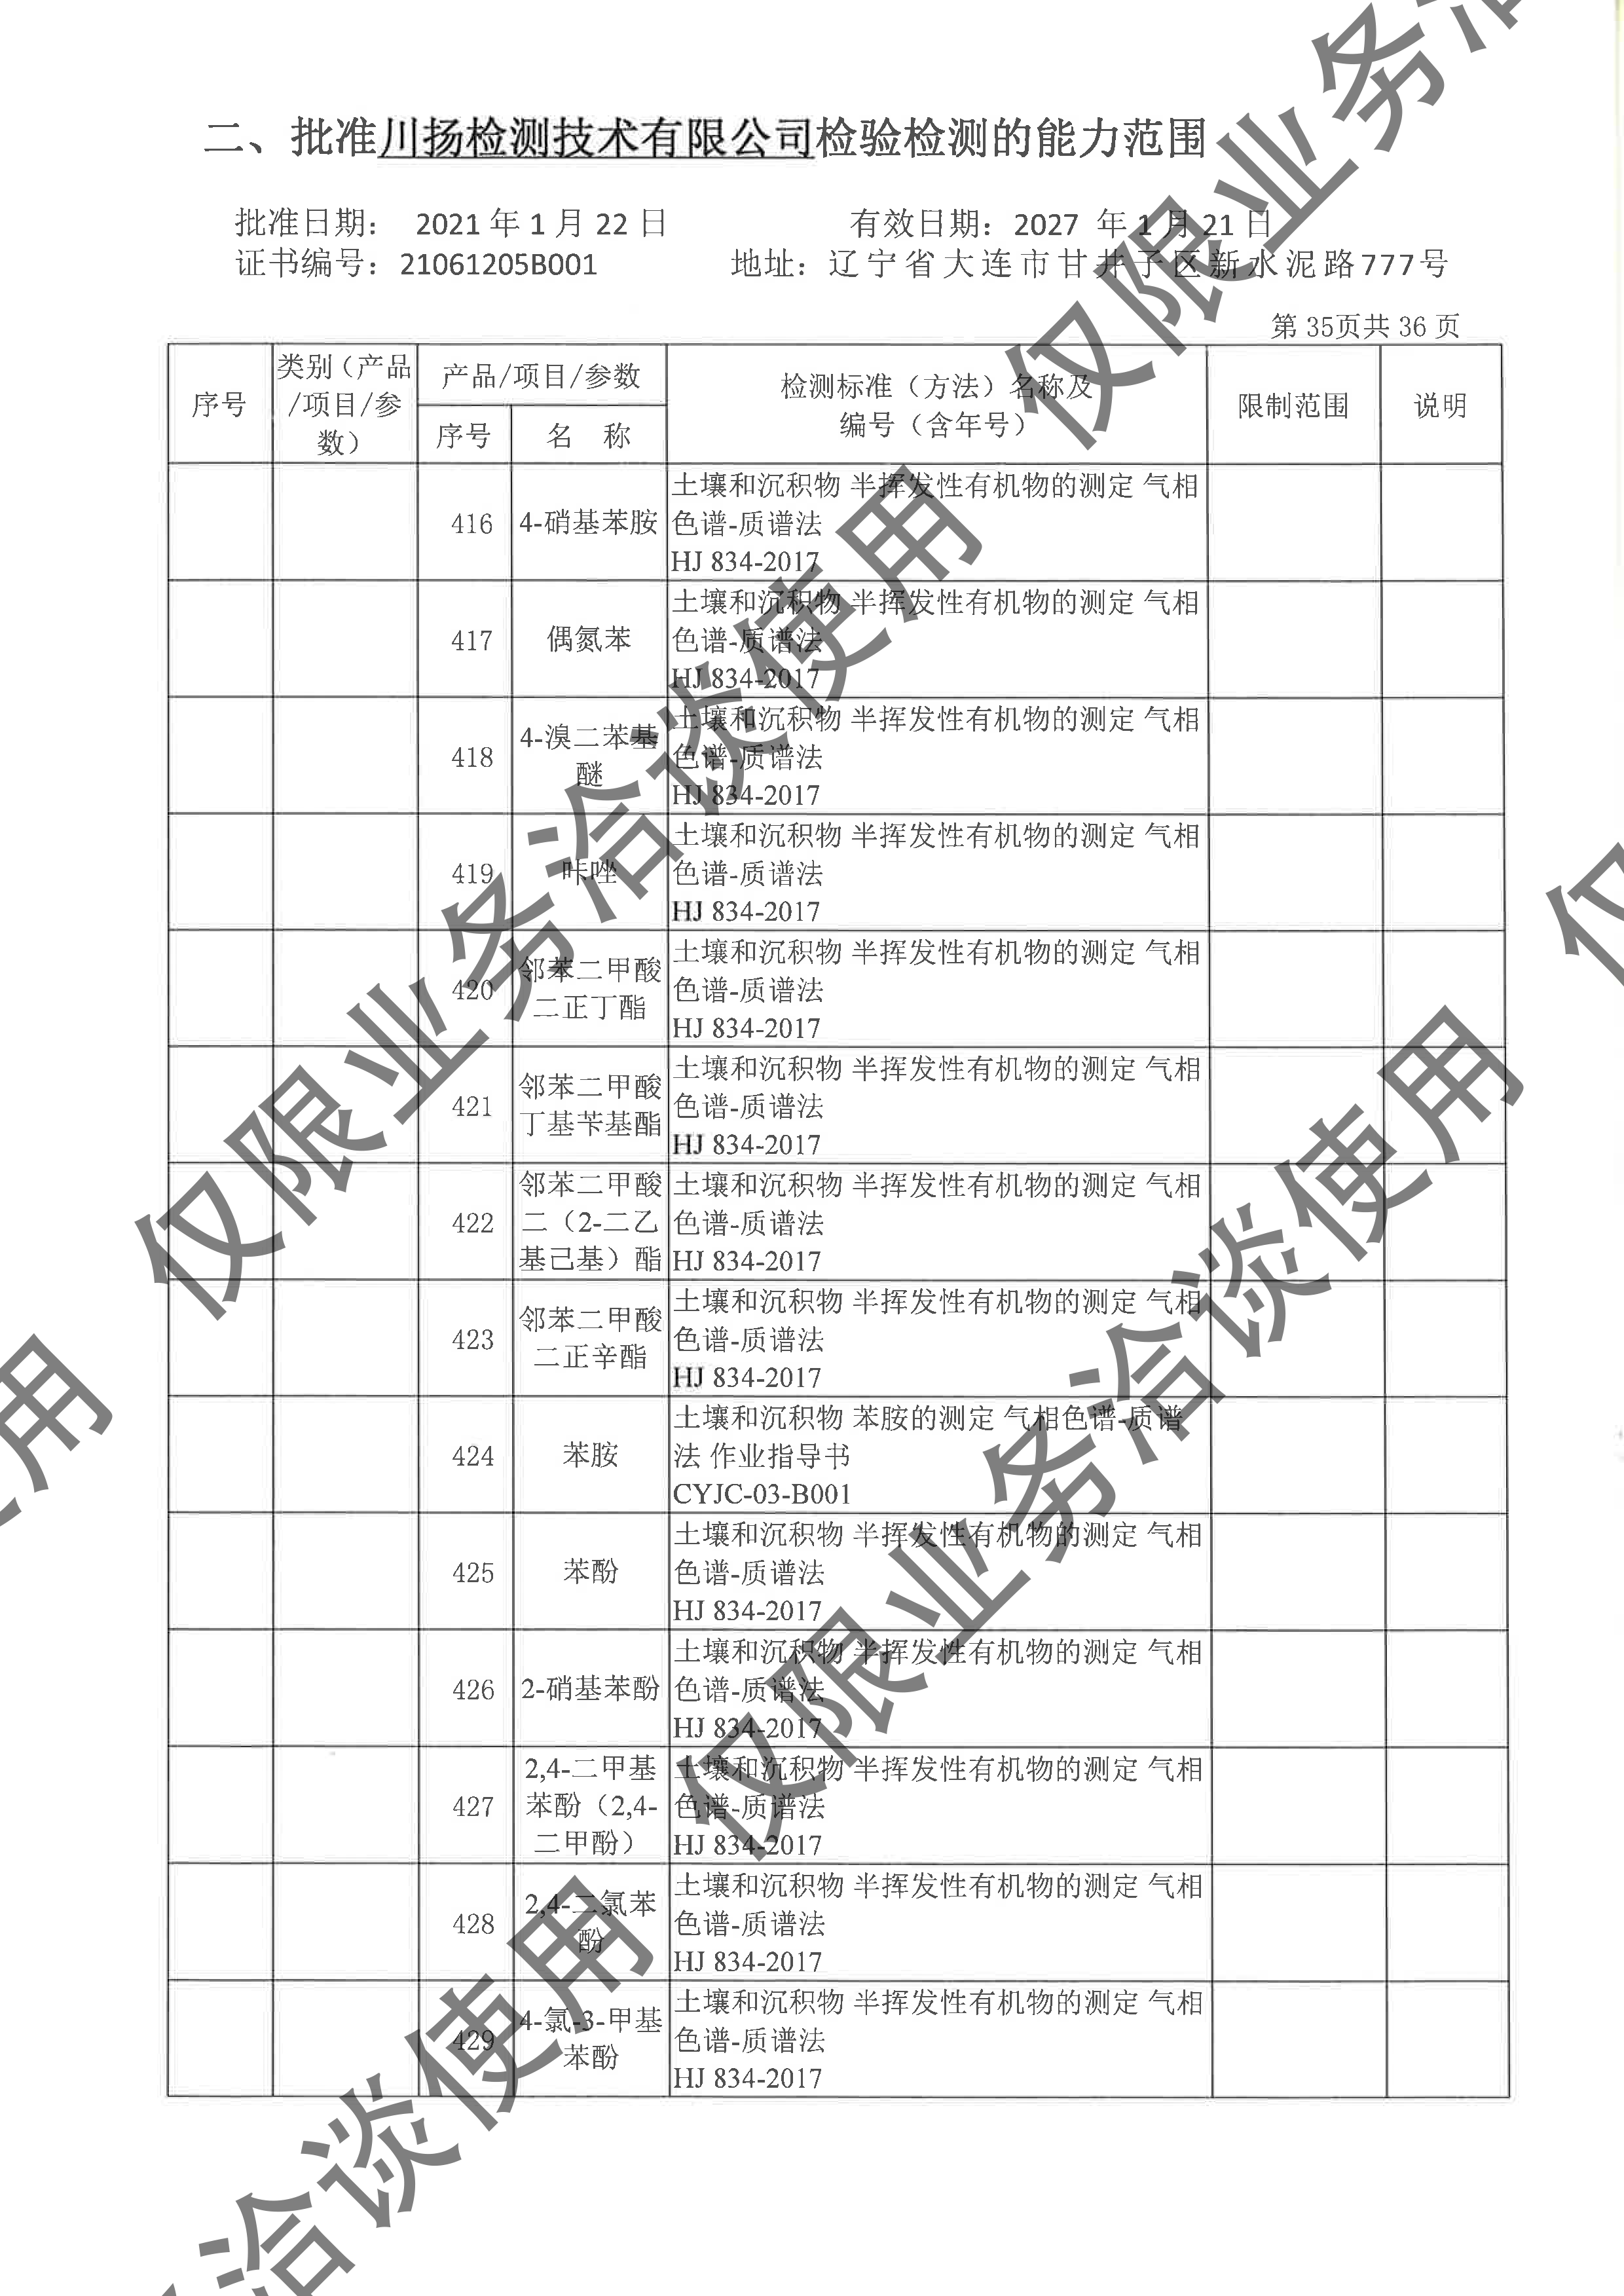 二、批准川扬检测技术有限公司检验检测的能力范围
批准日期： 2021 年 1 月 22 日 有效日期：2027 年 1 月 21 日
证书编号：21061205B001 地址：辽宁省大连市甘井子区新水泥路777号
第 35页共 36 页
序号 类别（产品/项目/参数） 产品/项目/参数 检测标准（方法）名称及编号（含年号） 限制范围 说明
序号 名 称
416 4-硝基苯胺 土壤和沉积物 半挥发性有机物的测定 气相
色谱-质谱法
HJ 834-2017
417 偶氮苯 土壤和沉积物 半挥发性有机物的测定 气相
色谱-质谱法
HJ 834-2017
418 4-溴二苯基醚 土壤和沉积物 半挥发性有机物的测定 气相
色谱-质谱法
HJ 834-2017
419 咔唑 土壤和沉积物 半挥发性有机物的测定 气相
色谱-质谱法
HJ 834-2017
420 邻苯二甲酸二正丁酯 土壤和沉积物 半挥发性有机物的测定 气相
色谱-质谱法
HJ 834-2017
421 邻苯二甲酸丁基苄基酯 土壤和沉积物 半挥发性有机物的测定 气相
色谱-质谱法
HJ 834-2017
422 邻苯二甲酸二（2-二乙基己基）酯 土壤和沉积物 半挥发性有机物的测定 气相
色谱-质谱法
HJ 834-2017
423 邻苯二甲酸二正辛酯 土壤和沉积物 半挥发性有机物的测定 气相
色谱-质谱法
HJ 834-2017
424 苯胺 土壤和沉积物 苯胺的测定 气相色谱-质谱
法 作业指导书
CYJC-03-B001
425 苯酚 土壤和沉积物 半挥发性有机物的测定 气相
色谱-质谱法
HJ 834-2017
426 2-硝基苯酚 土壤和沉积物 半挥发性有机物的测定 气相
色谱-质谱法
HJ 834-2017
427 2,4-二甲基苯酚（2,4-二甲酚） 土壤和沉积物 半挥发性有机物的测定 气相
色谱-质谱法
HJ 834-2017
428 2,4-二氯苯酚 土壤和沉积物 半挥发性有机物的测定 气相
色谱-质谱法
HJ 834-2017
429 4-氯-3-甲基苯酚 土壤和沉积物 半挥发性有机物的测定 气相
色谱-质谱法
HJ 834-2017
仅限业务洽
仅限业务洽谈使用
仅限业务洽谈使用
仅
使用